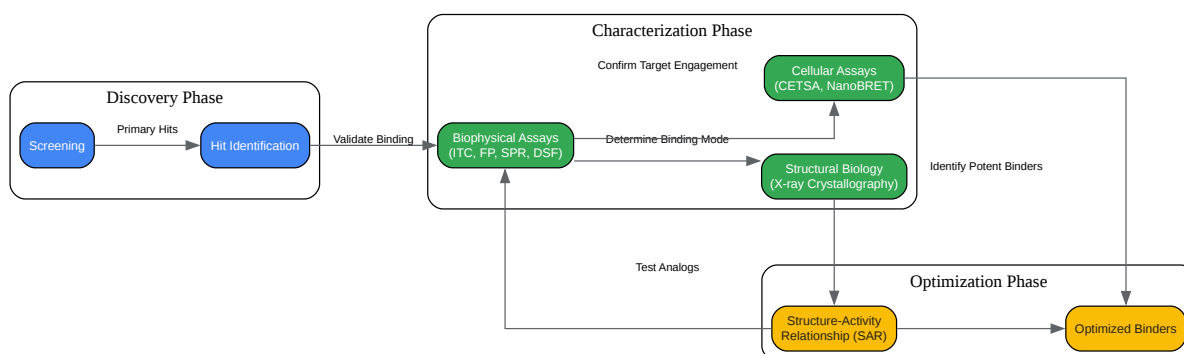 Characterization Phase
Confirm Target Engagement
Cellular Assays
(CETSA, NanoBRET)
Discovery Phase
Primary Hits
Screening
Hit Identification
Validate Binding
Biophysical Assays
(ITC, FP, SPR, DSF)
Determine Binding Mode
Structural Biology
(X-ray Crystallography)
Identify Potent Binders
Test Analogs
Optimization Phase
Structure-Activity
Relationship (SAR)
Optimized Binders